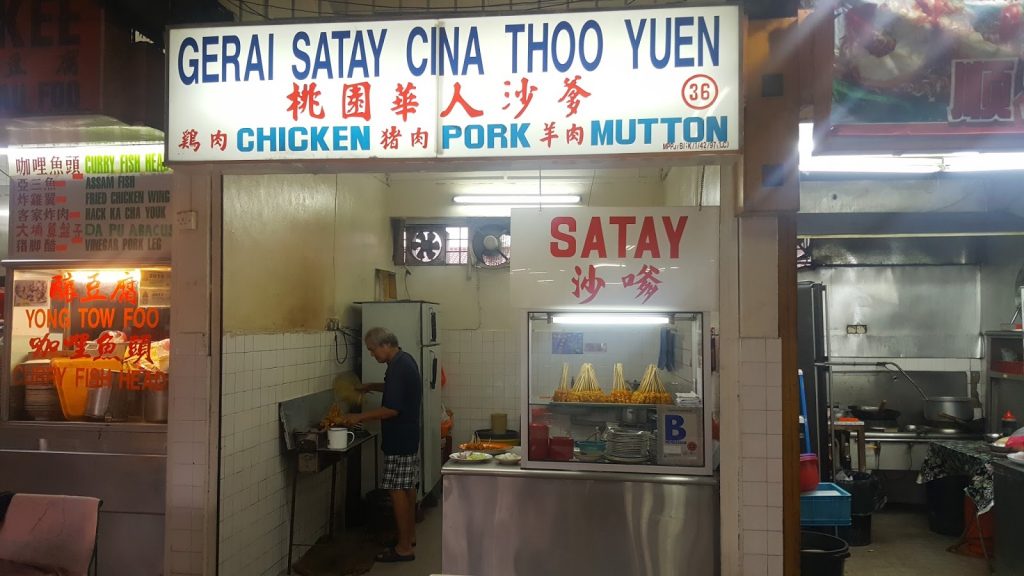 GERAI SATAY CINA THOO YUEN
桃園華人沙爹
36
鷄肉 CHICKEN 猪肉 PORK 羊肉 MUTTON
咖哩魚頭 CURRY FISH HEAD
亞三魚 ASSAM FISH
炸雞翼 FRIED CHICKEN WING
客家炸肉 HACK KA CHA YOUK
大埔算盤子 DA PU ABACUS
猪脚醋 VINEGAR PORK LEG
釀豆腐
YONG TOW FOO
咖哩魚頭
CURRY FISH HEAD
SATAY
沙嗲
B
順